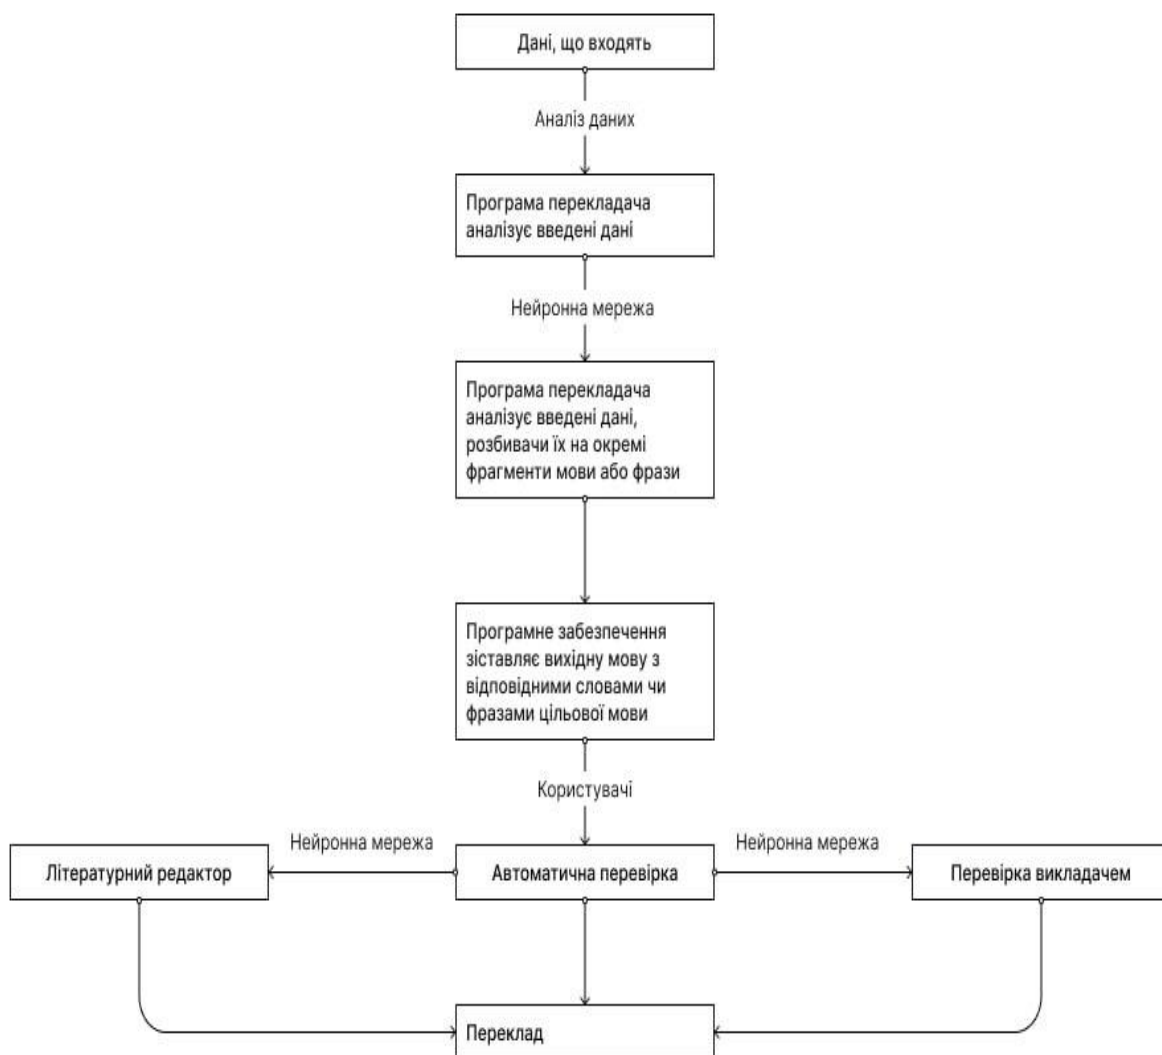 Дані, що входять
Аналіз даних
Програма перекладача
аналізує введені дані
Нейронна мережа
Програма перекладача
аналізує введені дані,
розбивачи їх на окремі
фрагменти мови або фрази
Програмне забезпечення
зіставляє вихідну мову з
відповідними словами чи
фразами цільової мови
Користувачі
Нейронна мережа
Нейронна мережа
Літературний редактор
Автоматична перевірка
Перевірка викладачем
Переклад